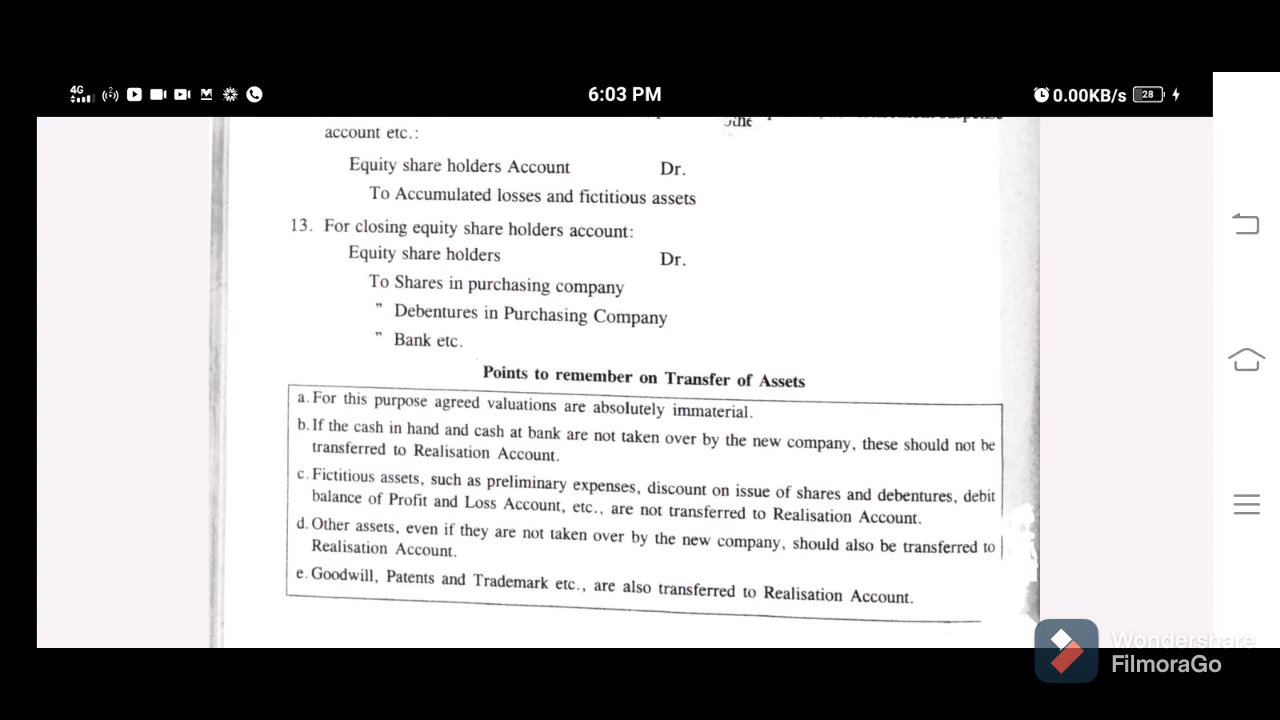 4G
6:03 PM
0.00KB/s 28
account etc.:
Equity share holders Account Dr.
To Accumulated losses and fictitious assets
13. For closing equity share holders account:
Equity share holders Dr.
To Shares in purchasing company
" Debentures in Purchasing Company
" Bank etc.
Points to remember on Transfer of Assets
a. For this purpose agreed valuations are absolutely immaterial.
b. If the cash in hand and cash at bank are not taken over by the new company, these should not be
transferred to Realisation Account.
c. Fictitious assets, such as preliminary expenses, discount on issue of shares and debentures, debit
balance of Profit and Loss Account, etc., are not transferred to Realisation Account.
d. Other assets, even if they are not taken over by the new company, should also be transferred to
Realisation Account.
e. Goodwill, Patents and Trademark etc., are also transferred to Realisation Account.
Wondershare
FilmoraGo